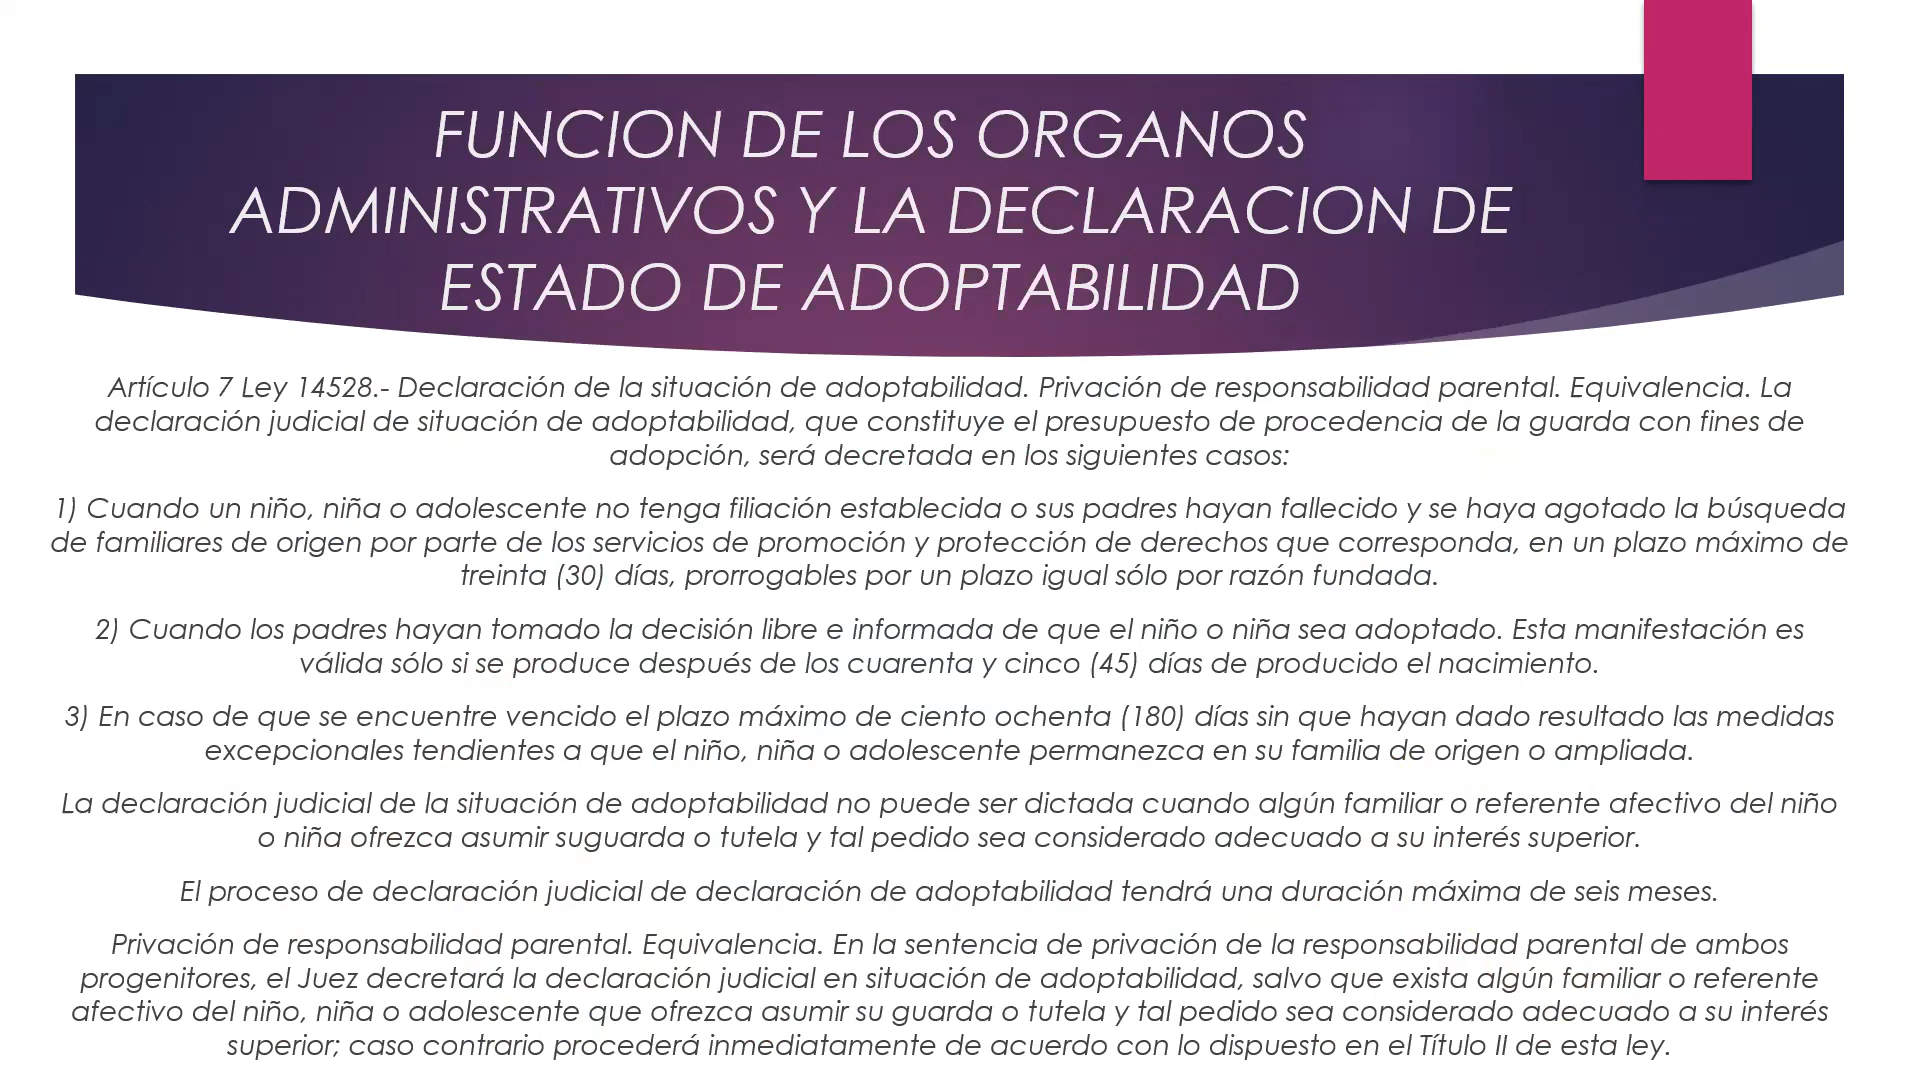 FUNCION DE LOS ORGANOS
ADMINISTRATIVOS Y LA DECLARACION DE
ESTADO DE ADOPTABILIDAD
Artículo 7 Ley 14528.- Declaración de la situación de adoptabilidad. Privación de responsabilidad parental. Equivalencia. La
declaración judicial de situación de adoptabilidad, que constituye el presupuesto de procedencia de la guarda con fines de
adopción, será decretada en los siguientes casos:
1) Cuando un niño, niña o adolescente no tenga filiación establecida o sus padres hayan fallecido y se haya agotado la búsqueda
de familiares de origen por parte de los servicios de promoción y protección de derechos que corresponda, en un plazo máximo de
treinta (30) días, prorrogables por un plazo igual sólo por razón fundada.
2) Cuando los padres hayan tomado la decisión libre e informada de que el niño o niña sea adoptado. Esta manifestación es
válida sólo si se produce después de los cuarenta y cinco (45) días de producido el nacimiento.
3) En caso de que se encuentre vencido el plazo máximo de ciento ochenta (180) días sin que hayan dado resultado las medidas
excepcionales tendientes a que el niño, niña o adolescente permanezca en su familia de origen o ampliada.
La declaración judicial de la situación de adoptabilidad no puede ser dictada cuando algún familiar o referente afectivo del niño
o niña ofrezca asumir suguarda o tutela y tal pedido sea considerado adecuado a su interés superior.
El proceso de declaración judicial de declaración de adoptabilidad tendrá una duración máxima de seis meses.
Privación de responsabilidad parental. Equivalencia. En la sentencia de privación de la responsabilidad parental de ambos
progenitores, el Juez decretará la declaración judicial en situación de adoptabilidad, salvo que exista algún familiar o referente
afectivo del niño, niña o adolescente que ofrezca asumir su guarda o tutela y tal pedido sea considerado adecuado a su interés
superior; caso contrario procederá inmediatamente de acuerdo con lo dispuesto en el Título II de esta ley.